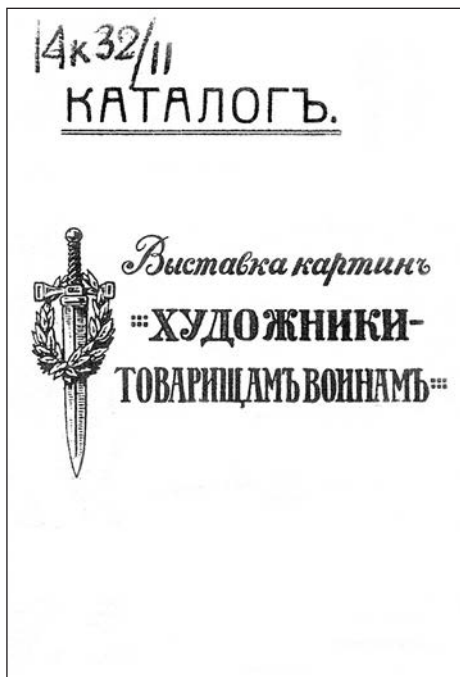 14к32/11
КАТАЛОГЪ.
Выставка картинъ
ХУДОЖНИКИ-
ТОВАРИЩАМЪ ВОИНАМЪ